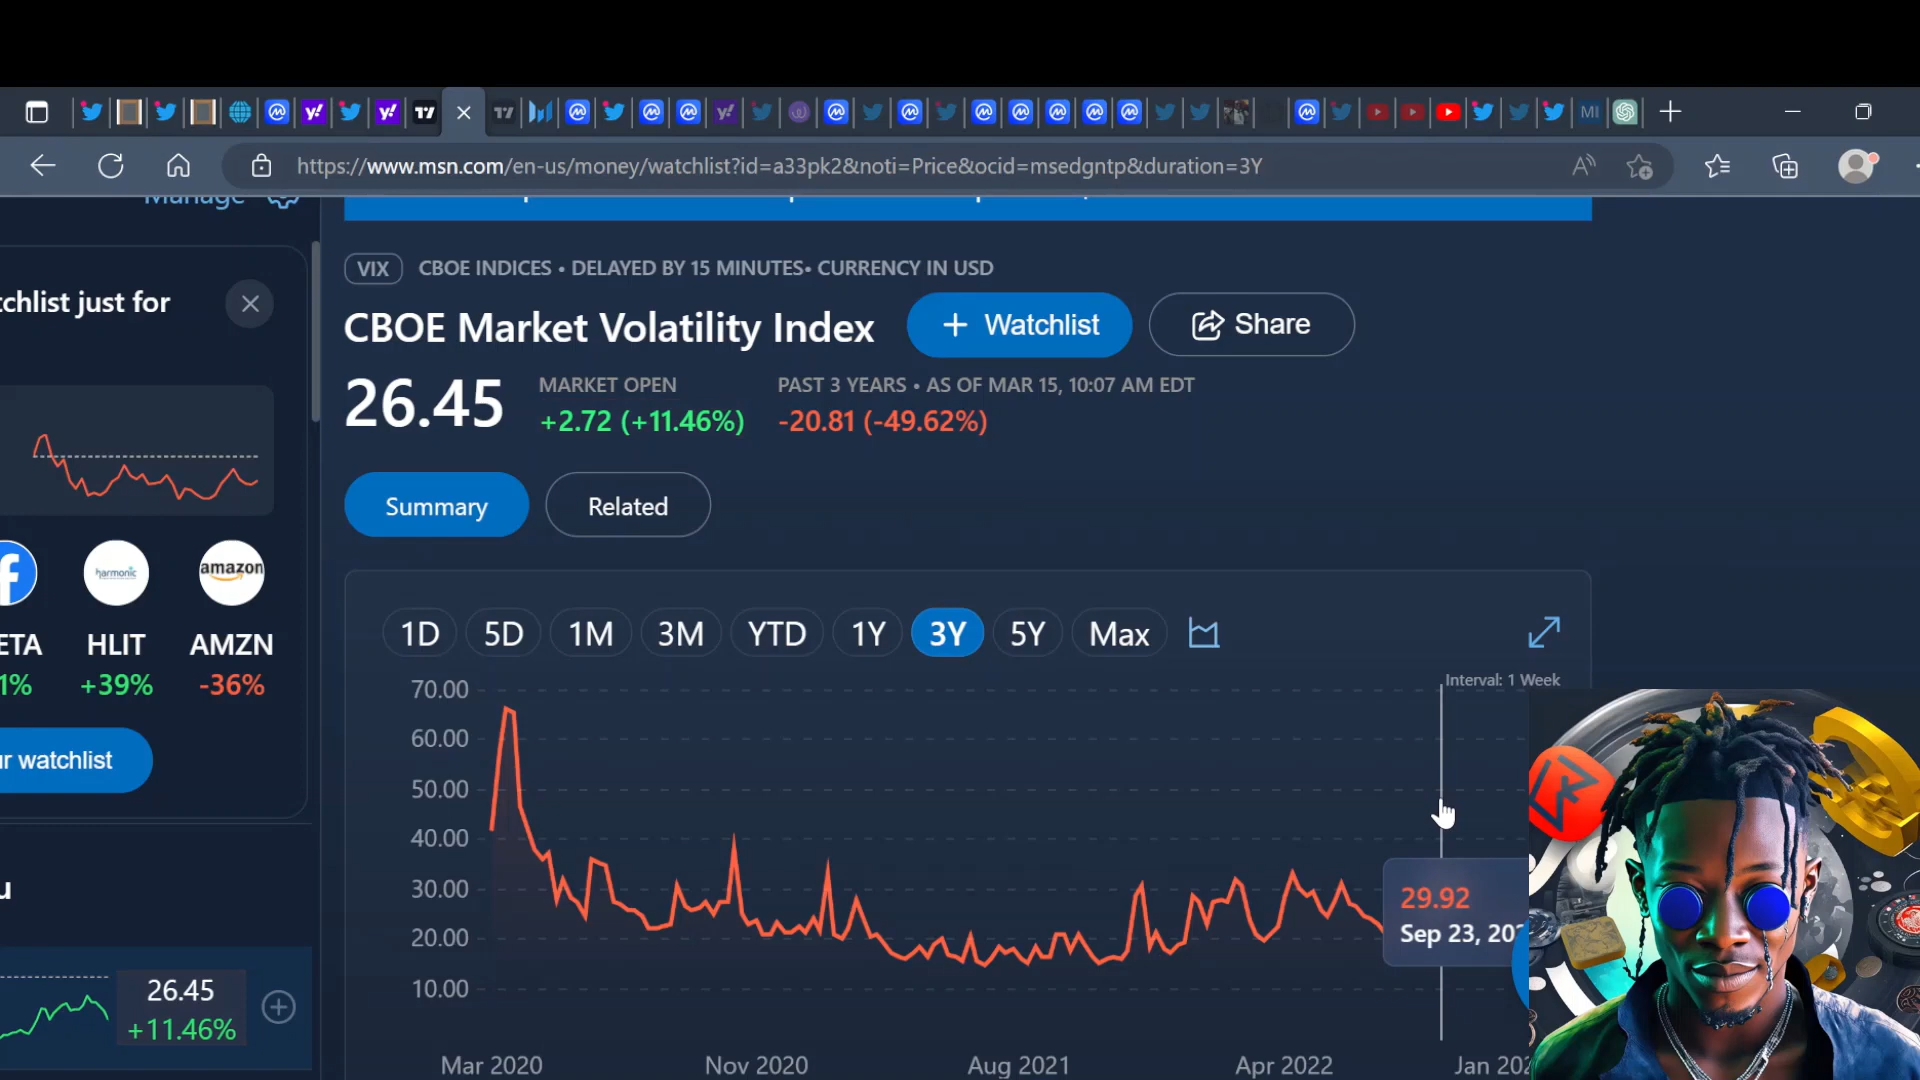 https://www.msn.com/en-us/money/watchlist?id=a33pk2&noti=Price&ocid=msedgntp&duration=3Y
Manage
VIX CBOE INDICES • DELAYED BY 15 MINUTES• CURRENCY IN USD
tchlist just for
CBOE Market Volatility Index
+ Watchlist
Share
26.45
MARKET OPEN
+2.72 (+11.46%)
PAST 3 YEARS • AS OF MAR 15, 10:07 AM EDT
-20.81 (-49.62%)
Summary
Related
harmonic
amazon
ETA
1%
HLIT
+39%
AMZN
-36%
r watchlist
1D 5D 1M 3M YTD 1Y 3Y 5Y Max
Interval: 1 Week
70.00
60.00
50.00
40.00
30.00
20.00
10.00
29.92
Sep 23, 202
u
26.45
+11.46%
Mar 2020 Nov 2020 Aug 2021 Apr 2022 Jan 202